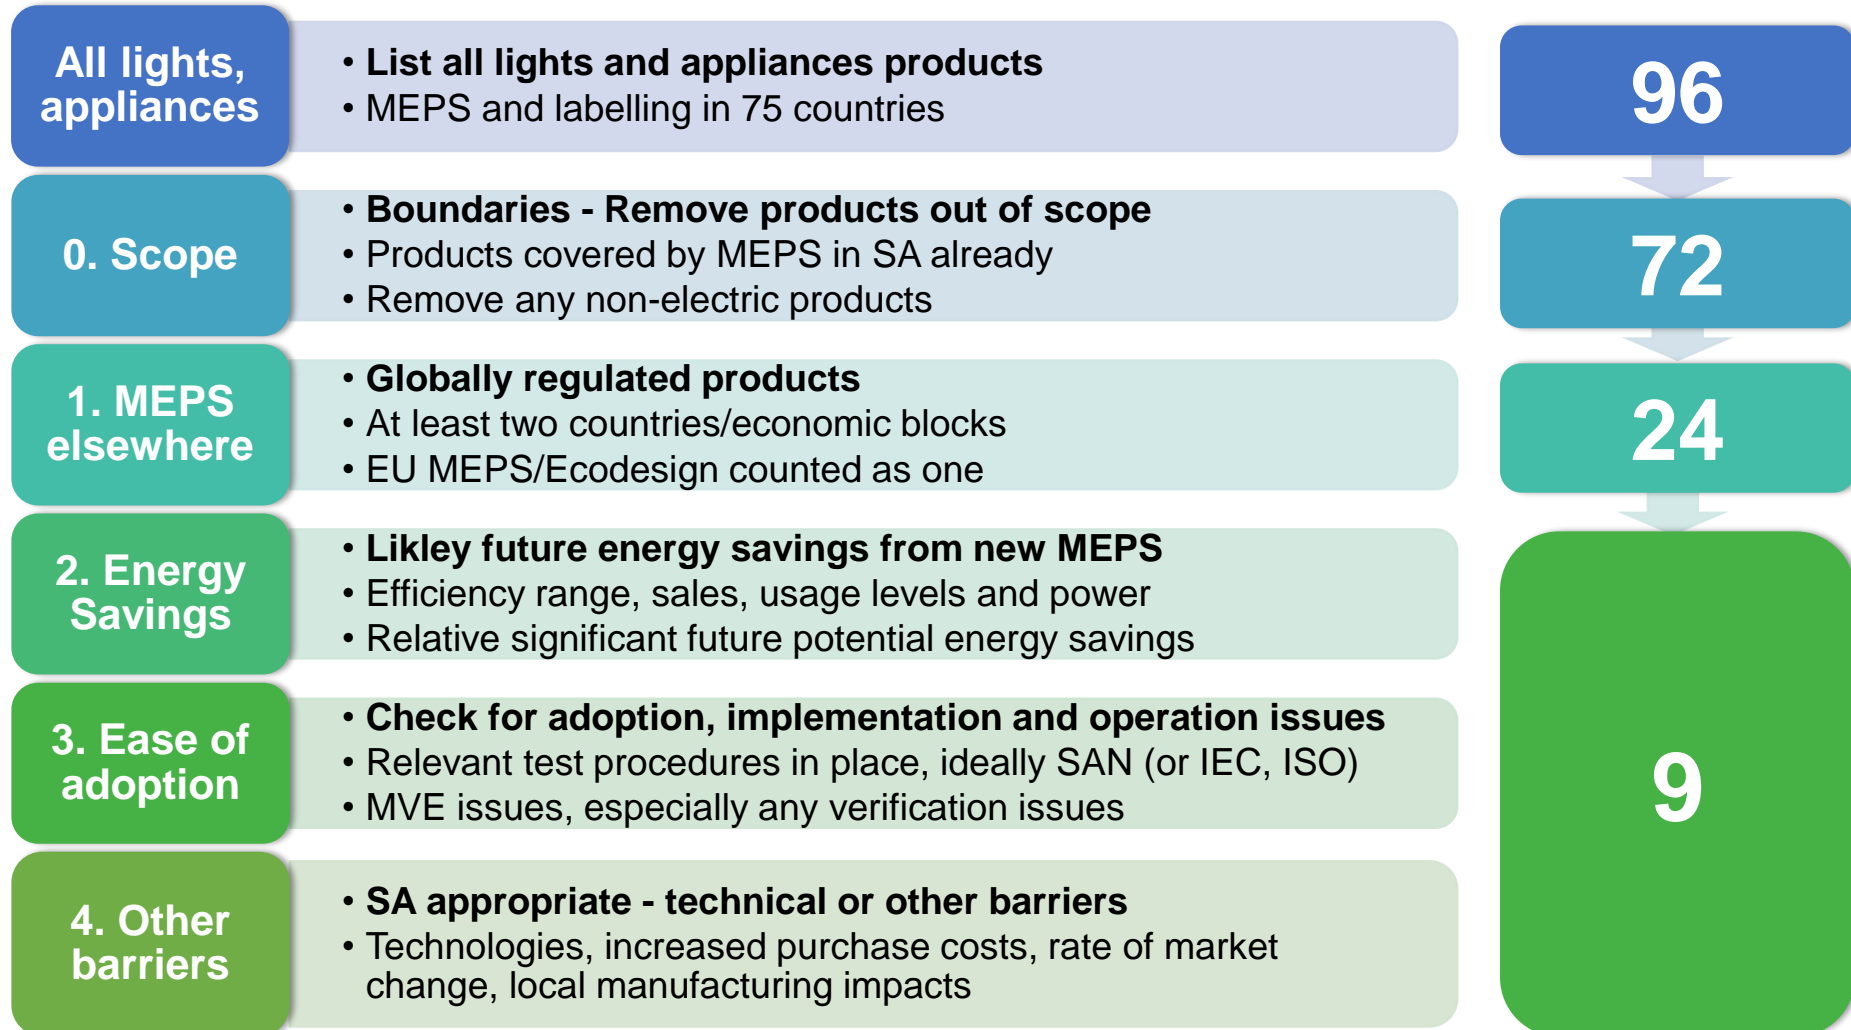 All lights,
appliances
• List all lights and appliances products
• MEPS and labelling in 75 countries
96
0. Scope
• Boundaries - Remove products out of scope
• Products covered by MEPS in SA already
• Remove any non-electric products
72
1. MEPS
elsewhere
• Globally regulated products
• At least two countries/economic blocks
• EU MEPS/Ecodesign counted as one
24
2. Energy
Savings
• Likley future energy savings from new MEPS
• Efficiency range, sales, usage levels and power
• Relative significant future potential energy savings
3. Ease of
adoption
• Check for adoption, implementation and operation issues
• Relevant test procedures in place, ideally SAN (or IEC, ISO)
• MVE issues, especially any verification issues
9
4. Other
barriers
• SA appropriate - technical or other barriers
• Technologies, increased purchase costs, rate of market
change, local manufacturing impacts